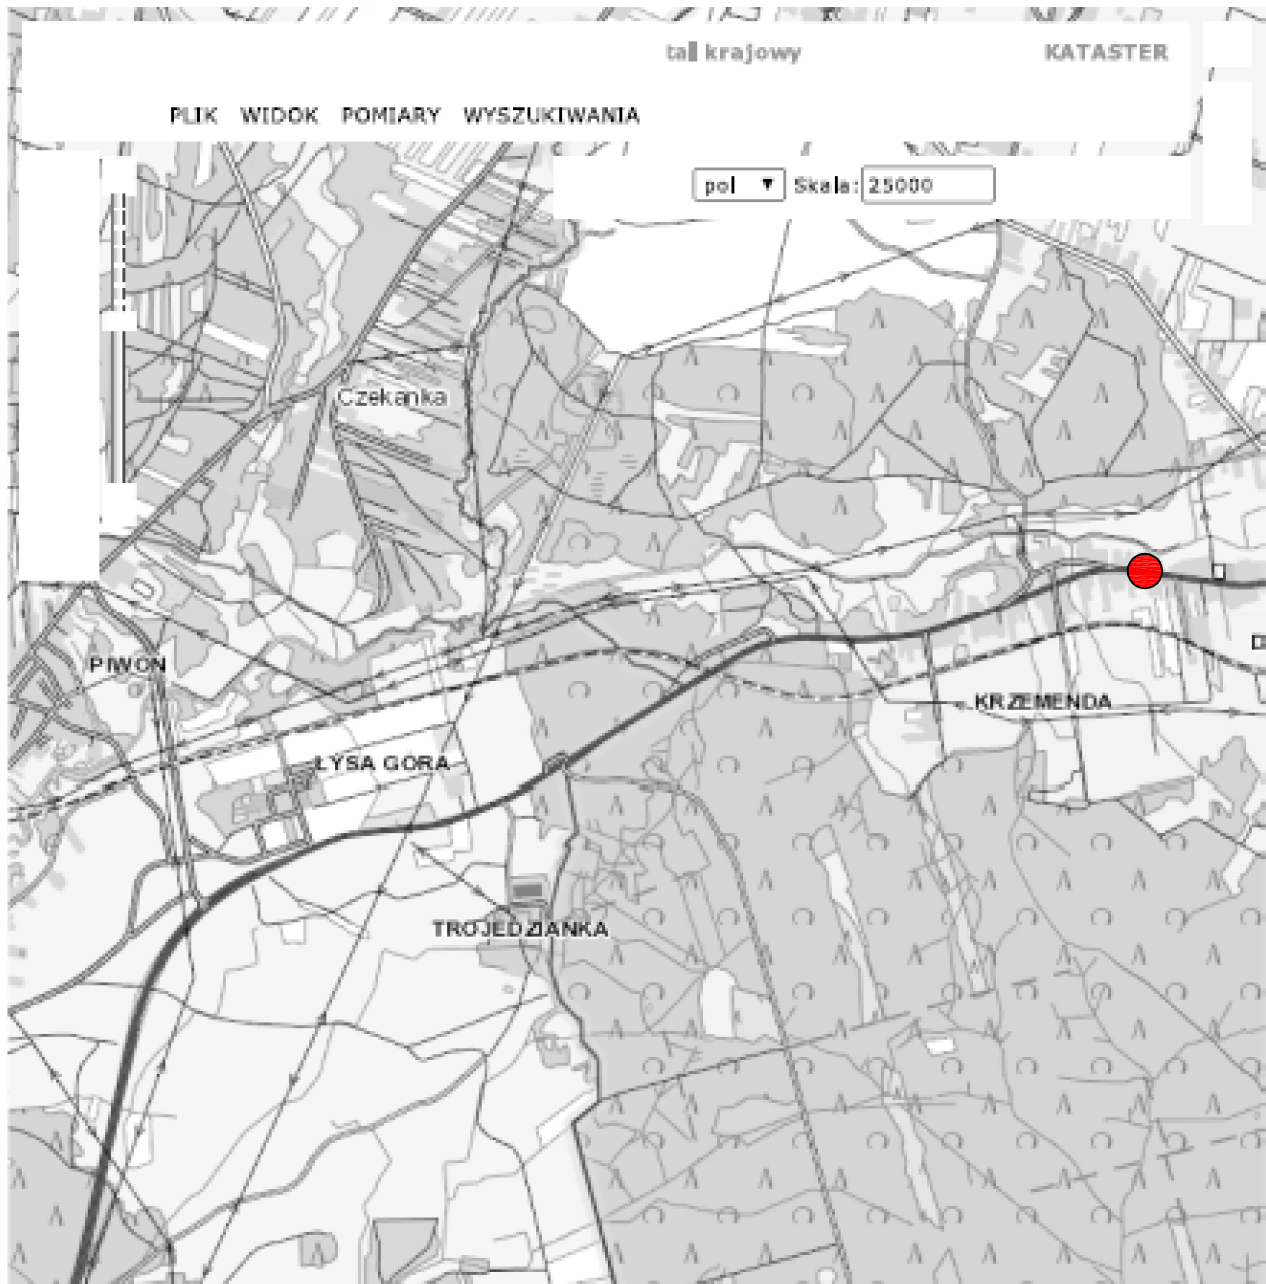 tal krajowy KATASTER
PLIK WIDOK POMIARY WYSZUKIWANIA
pol Skala: 25000
Czekanka
PIWON
KRZEMENDA
ŁYSA GORA
TROJEDZIANKA